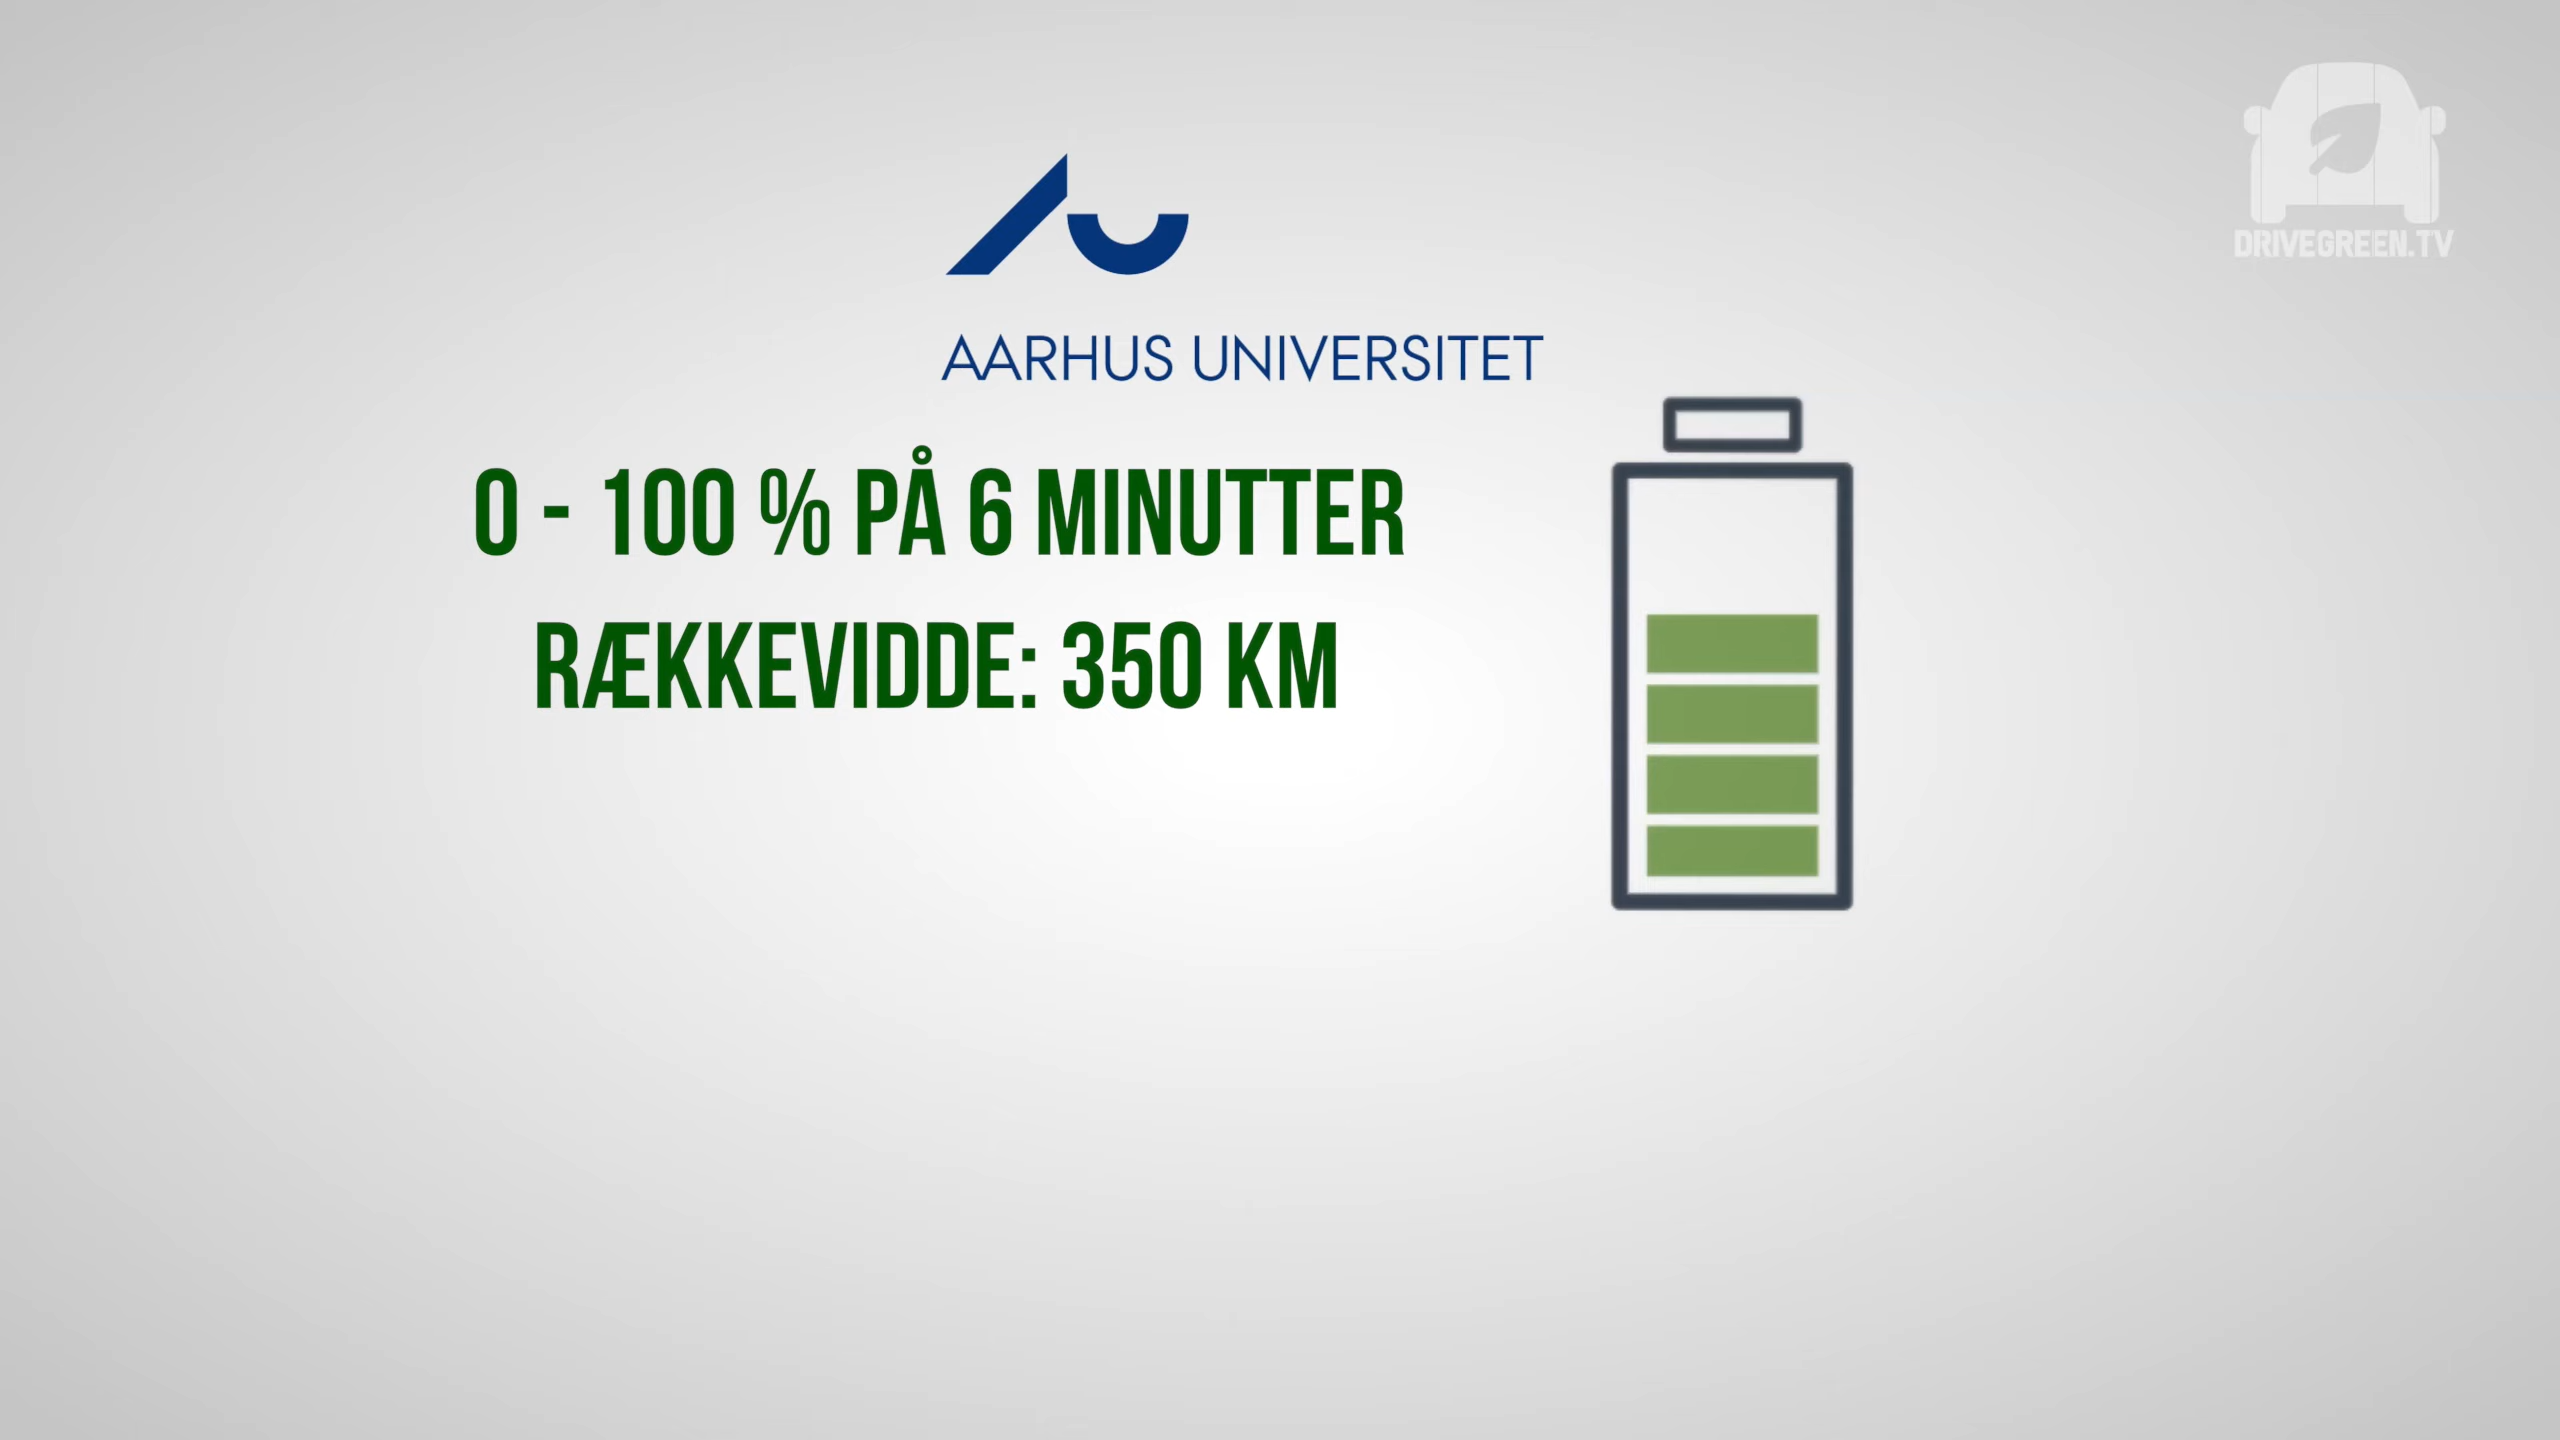 DRIVEGREEN.TV
AARHUS UNIVERSITET
0 - 100 % PÅ 6 MINUTTER
RÆKKEVIDDE: 350 KM